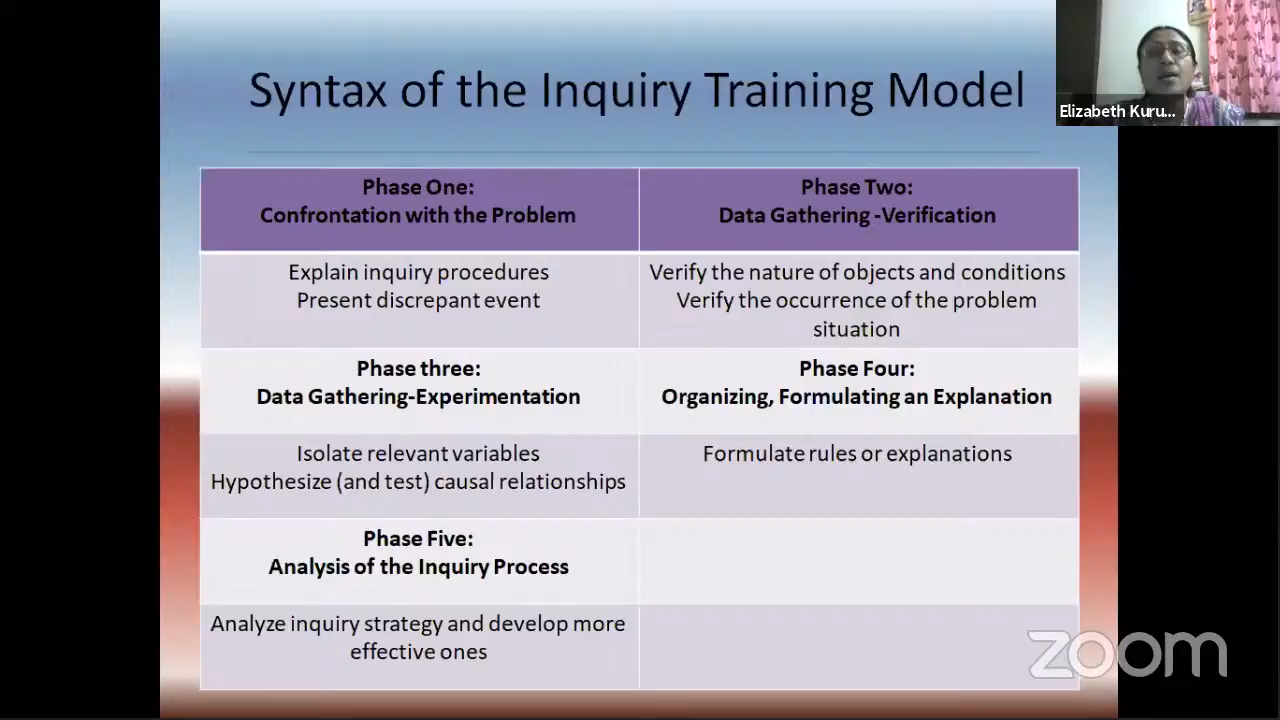 Syntax of the Inquiry Training Model
Elizabeth Kuru...
Phase One:
Confrontation with the Problem
Phase Two:
Data Gathering -Verification
Explain inquiry procedures
Present discrepant event
Verify the nature of objects and conditions
Verify the occurrence of the problem
situation
Phase three:
Data Gathering-Experimentation
Phase Four:
Organizing, Formulating an Explanation
Isolate relevant variables
Hypothesize (and test) causal relationships
Formulate rules or explanations
Phase Five:
Analysis of the Inquiry Process
Analyze inquiry strategy and develop more
effective ones
zoom